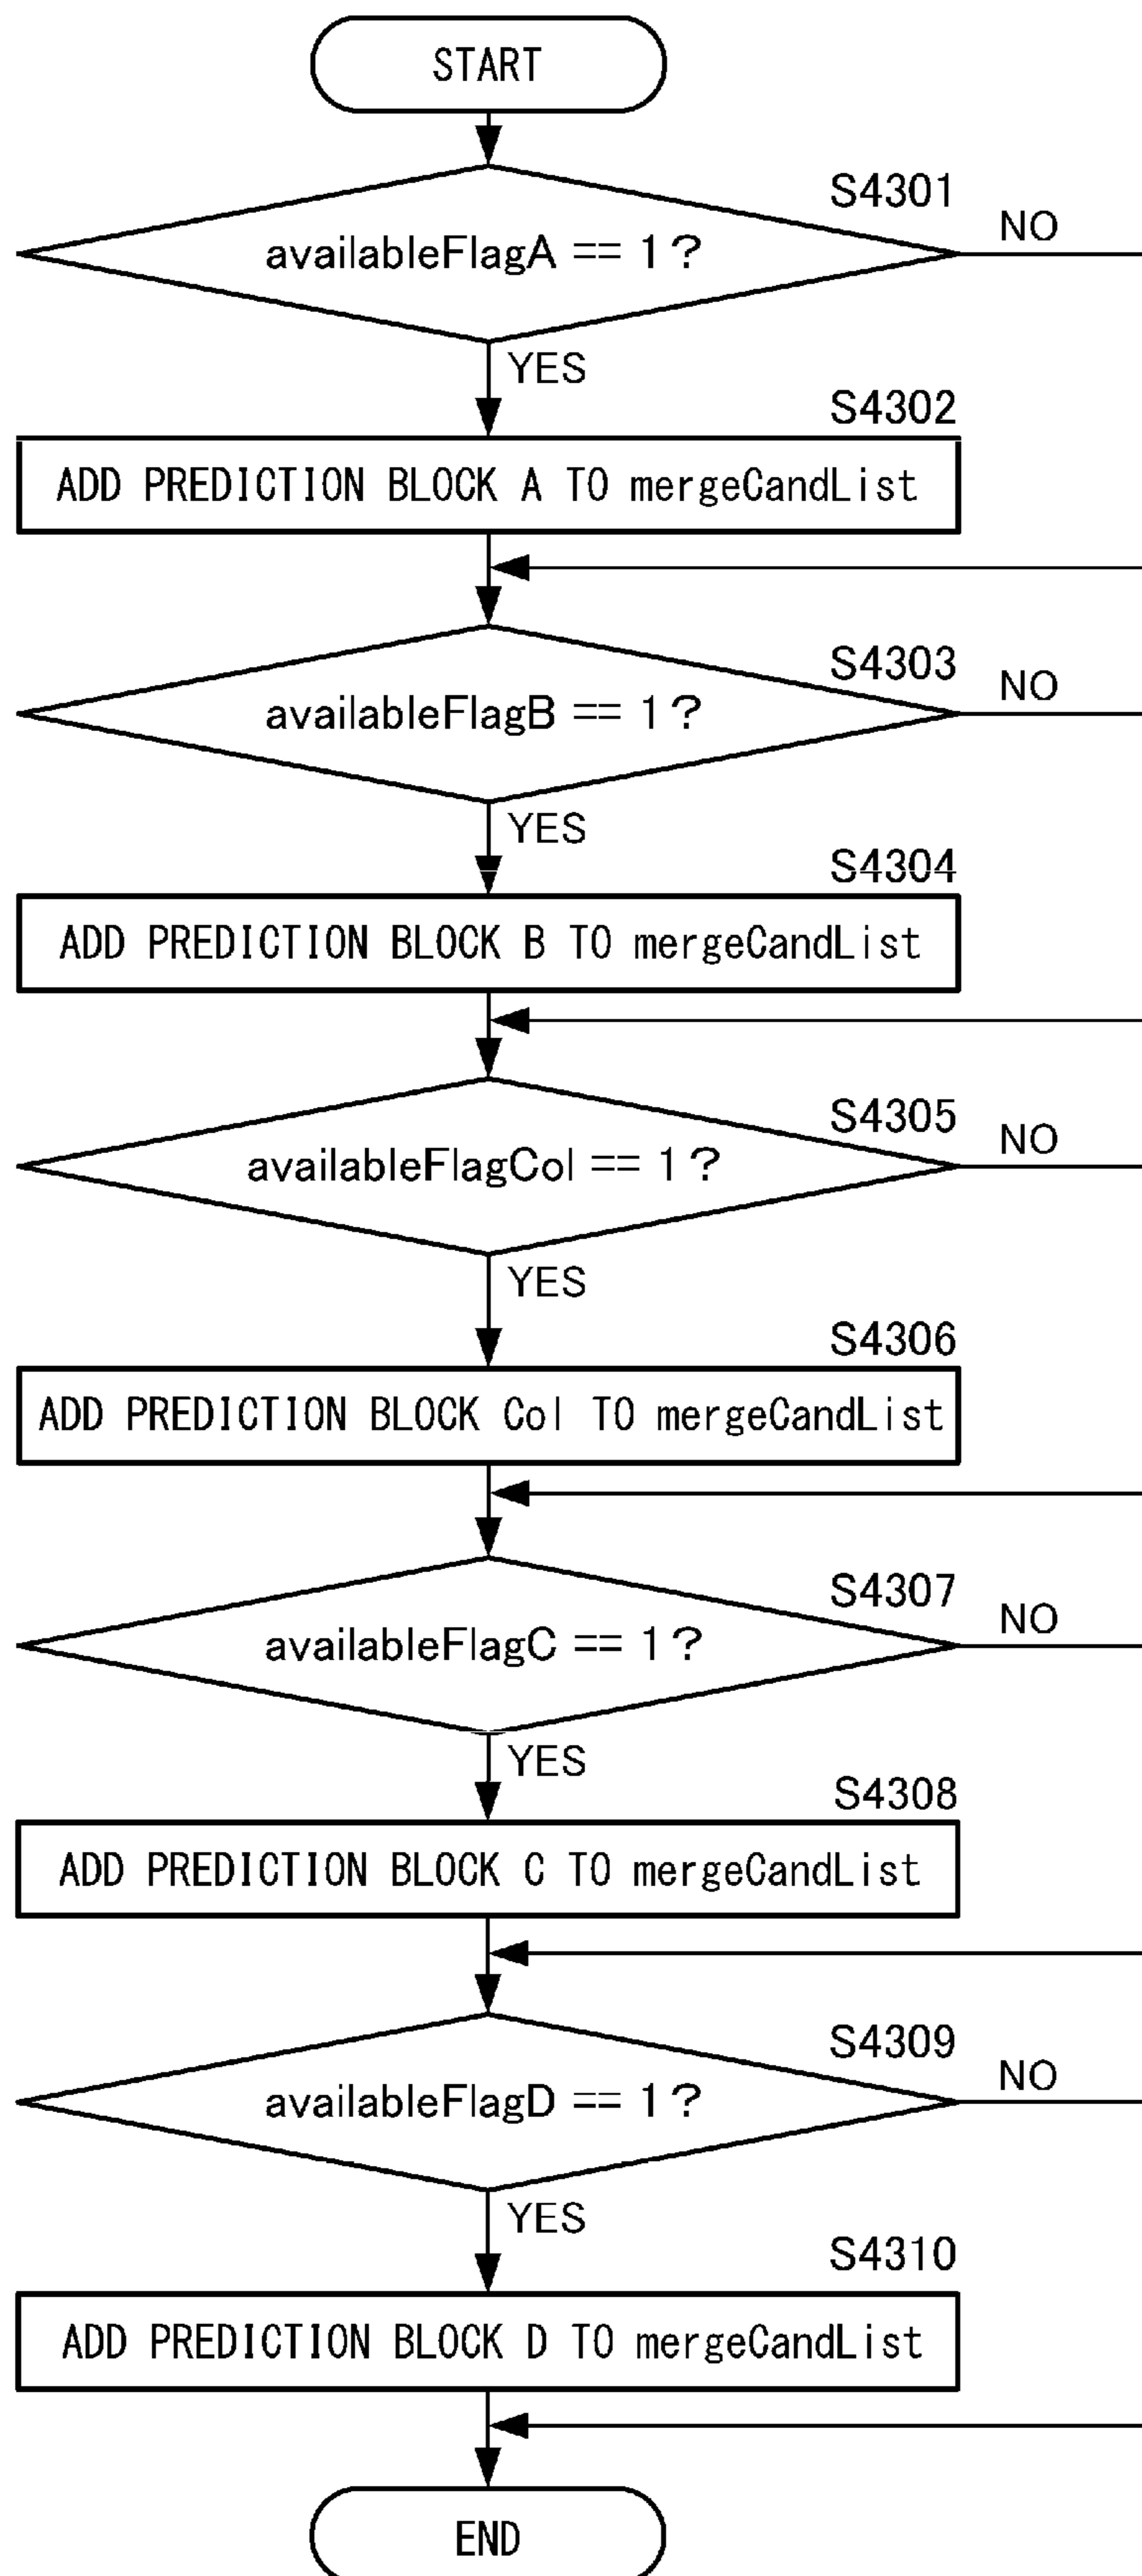 START
S4301
availableFlagA == 1?
NO
YES
S4302
ADD PREDICTION BLOCK A TO mergeCandList
S4303
availableFlagB == 1?
NO
YES
S4304
ADD PREDICTION BLOCK B TO mergeCandList
S4305
availableFlagCol == 1?
NO
YES
S4306
ADD PREDICTION BLOCK Col TO mergeCandList
S4307
availableFlagC == 1?
NO
YES
S4308
ADD PREDICTION BLOCK C TO mergeCandList
S4309
availableFlagD == 1?
NO
YES
S4310
ADD PREDICTION BLOCK D TO mergeCandList
END